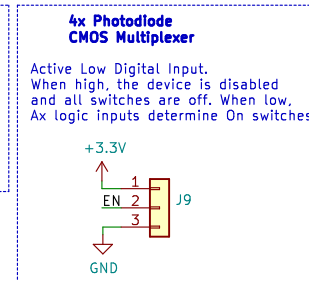 4x Photodiode
CMOS Multiplexer
Active Low Digital Input.
When high, the device is disabled
and all switches are off. When low,
Ax logic inputs determine On switches
+3.3V
1
EN 2
J9
3
GND